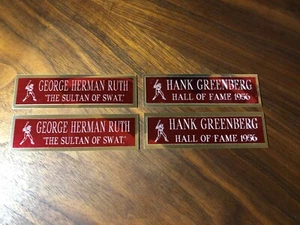 GEORGE HERMAN RUTH
"THE SULTAN OF SWAT."
HANK GREENBERG
HALL OF FAME 1956
GEORGE HERMAN RUTH
"THE SULTAN OF SWAT."
HANK GREENBERG
HALL OF FAME 1956